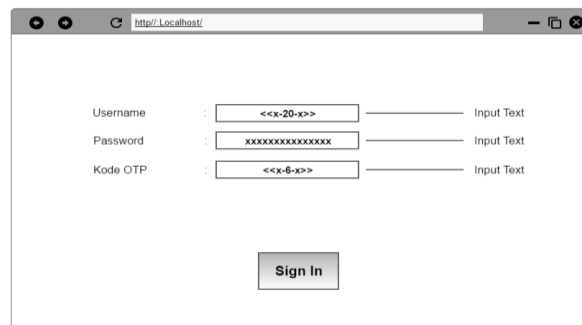 http//:Localhost/
Username : <<x-20-x>> Input Text
Password : xxxxxxxxxxxxxxx Input Text
Kode OTP : <<x-6-x>> Input Text
Sign In